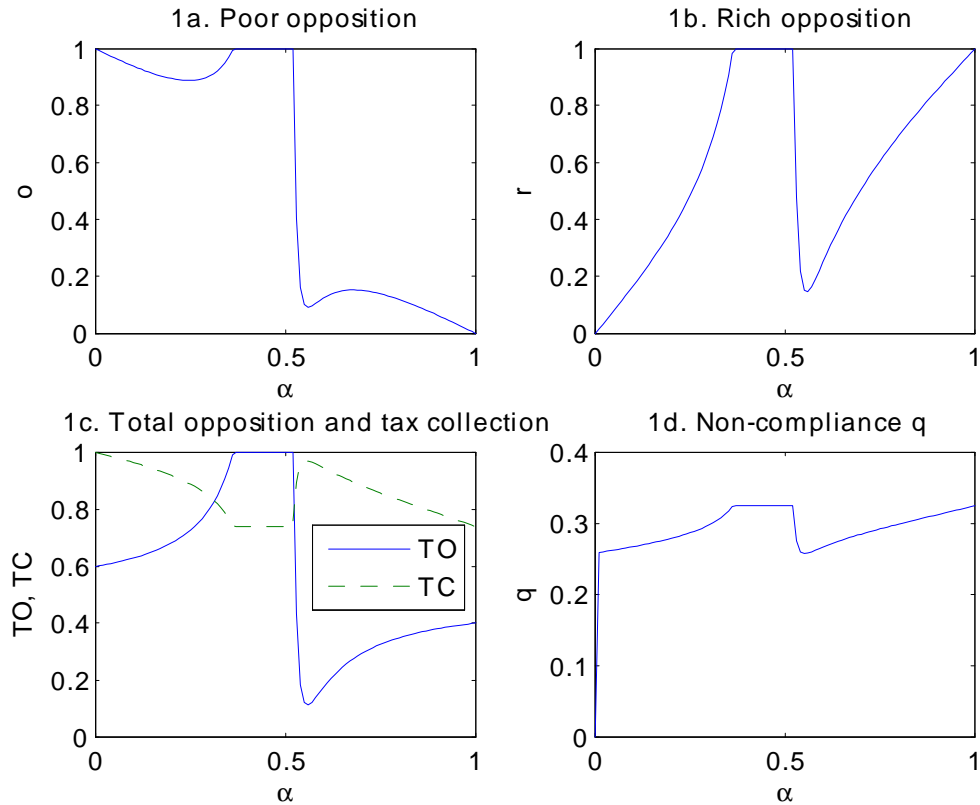 1a. Poor opposition
1
0.8
0.6
0.4
0.2
0
o
0
0.5
1
α
1b. Rich opposition
1
0.8
0.6
0.4
0.2
0
r
0
0.5
1
α
1c. Total opposition and tax collection
1
0.8
0.6
0.4
0.2
0
TO, TC
TO
TC
0
0.5
1
α
1d. Non-compliance q
0.4
0.3
0.2
0.1
0
q
0
0.5
1
α